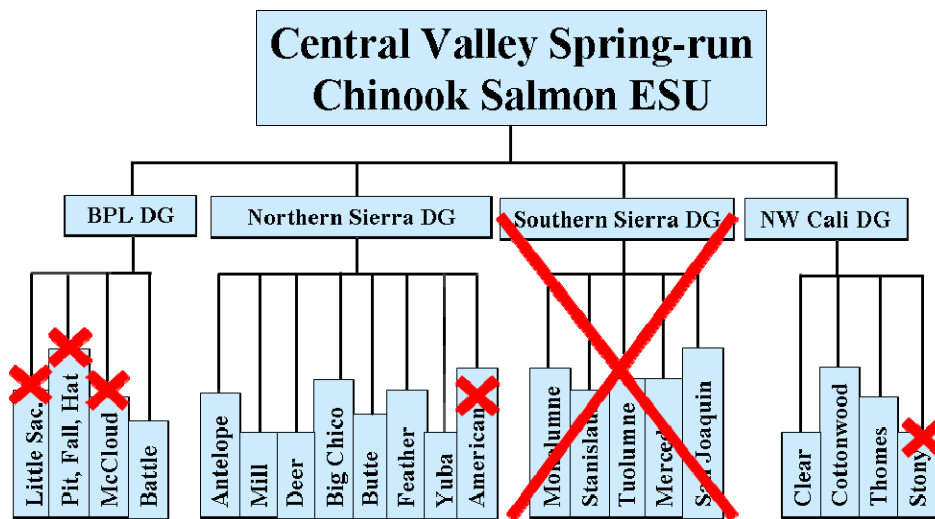 Central Valley Spring-run
Chinook Salmon ESU
BPL DG
Northern Sierra DG
Southern Sierra DG
NW Cali DG
Little Sac.
Pit, Fall, Hat
McCloud
Battle
Antelope
Mill
Deer
Big Chico
Butte
Feather
Yuba
American
Mokalumne
Stanislau
Tuolumne
Merced
San Joaquin
Clear
Cottonwood
Thomes
Stony